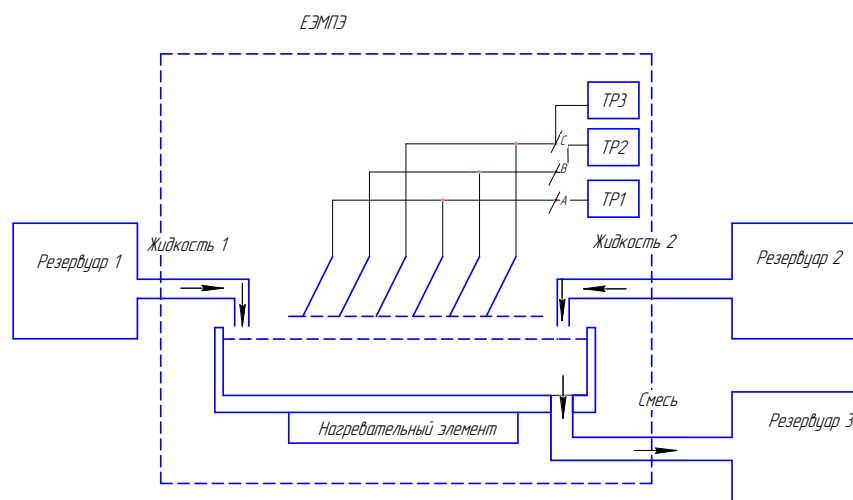 ЕЭМПЭ
ТР3
С
ТР2
В
А
ТР1
Жидкость 1
Жидкость 2
Резервуар 1
Резервуар 2
Смесь
Нагревательный элемент
Резервуар 3